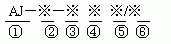 AJ-※-※ ※ ※/※
① ② ③ ④ ⑤ ⑥